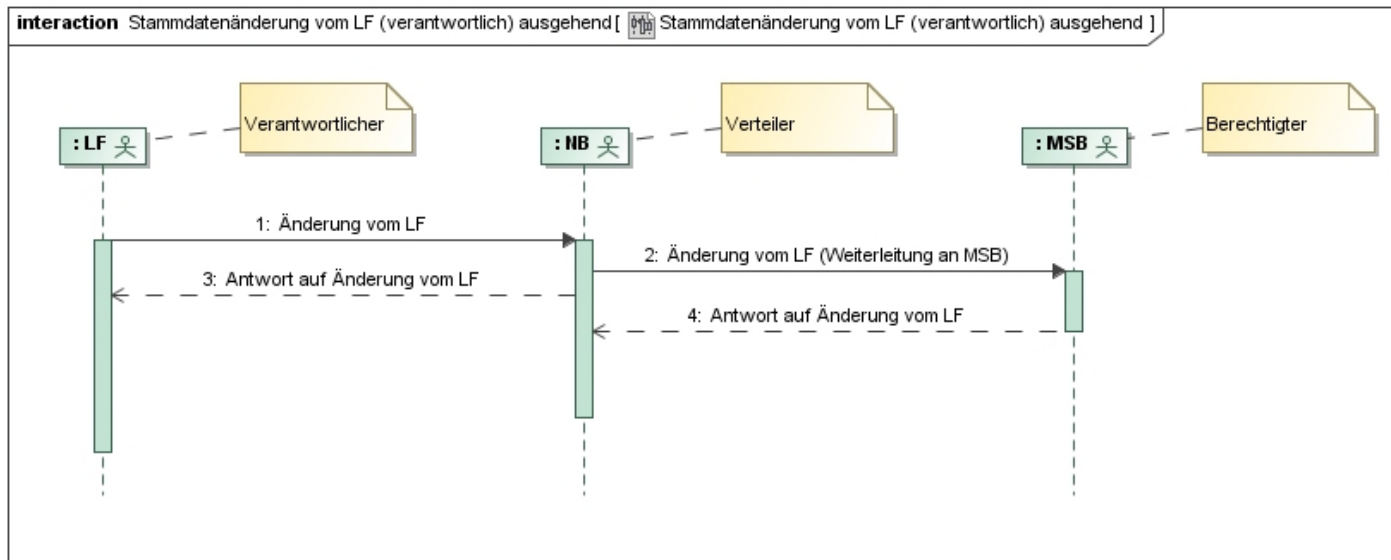 interaction Stammdatenänderung vom LF (verantwortlich) ausgehend[ Stammdatenänderung vom LF (verantwortlich) ausgehend ]
Verantwortlicher
Verteiler
Berechtigter
: LF
: NB
: MSB
1: Änderung vom LF
2: Änderung vom LF (Weiterleitung an MSB)
3: Antwort auf Änderung vom LF
4: Antwort auf Änderung vom LF